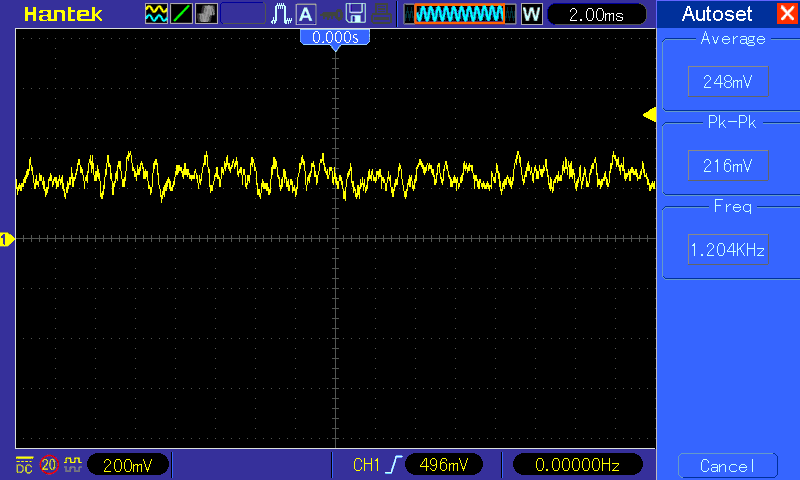 Hantek
A
W
2.00ms
Autoset
0.000s
Average
248mV
Pk-Pk
216mV
Freq
1.204KHz
1
DC
20
200mV
CH1
496mV
0.00000Hz
Cancel